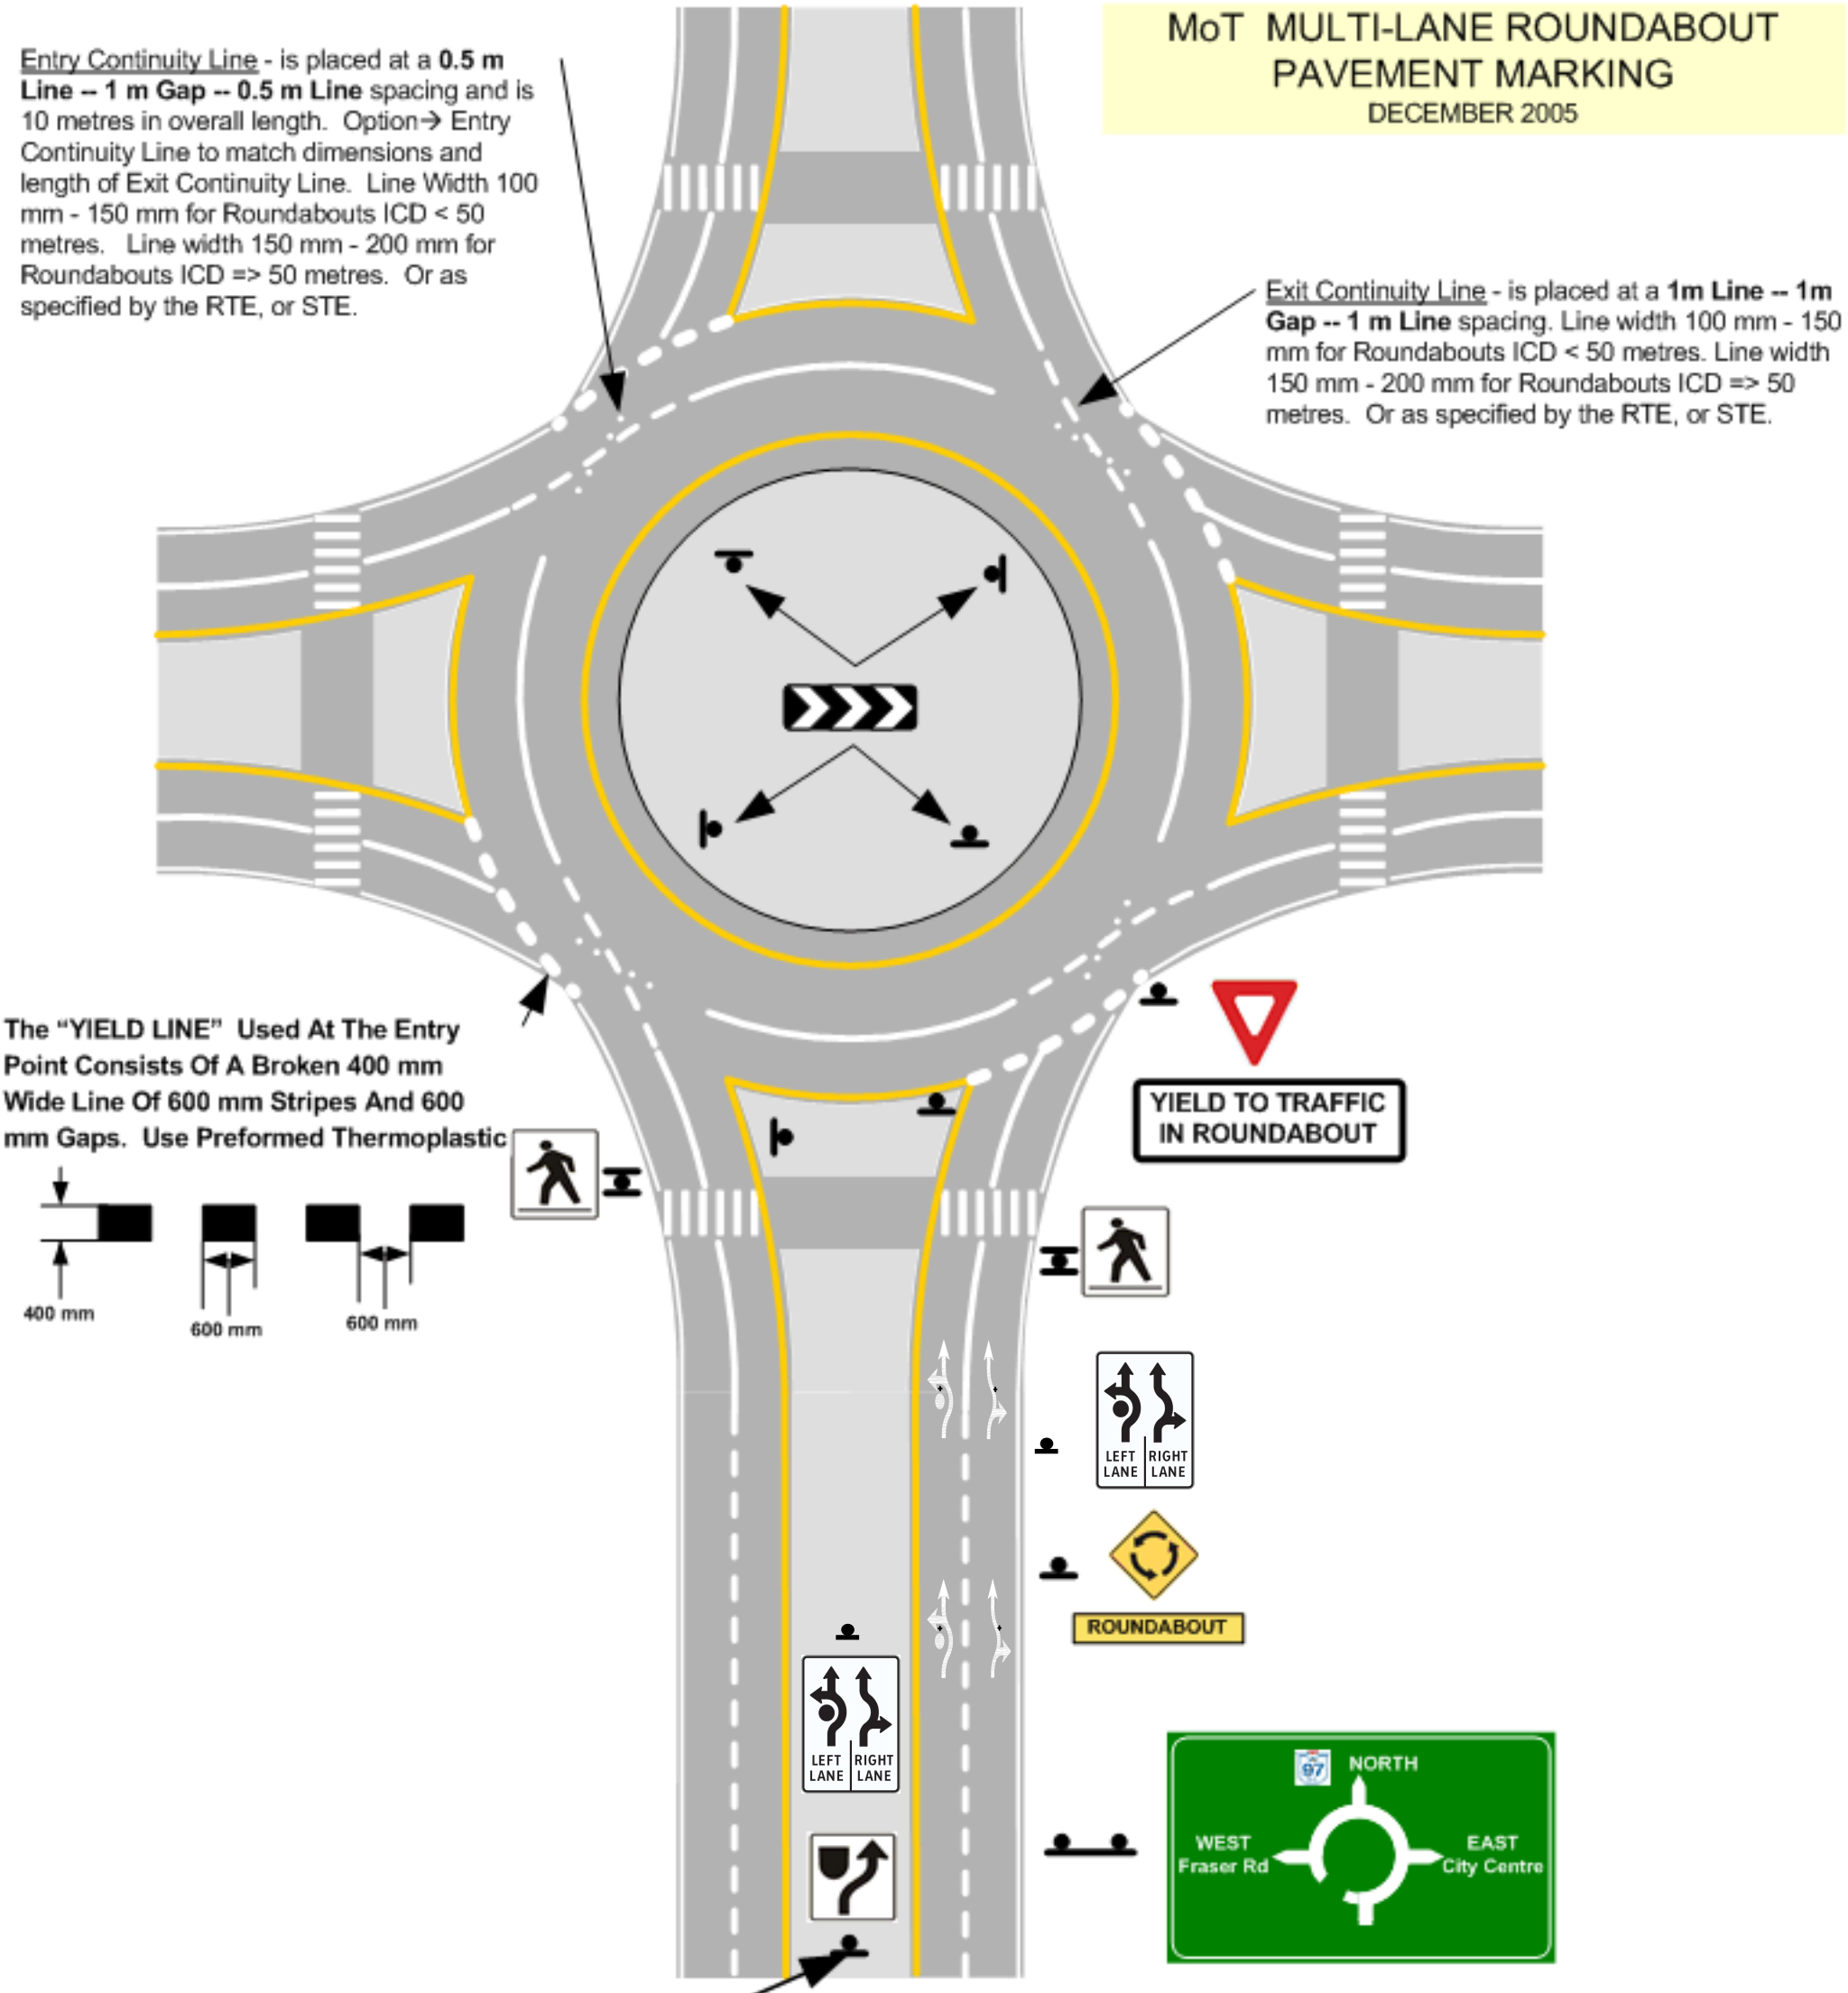 MoT MULTI-LANE ROUNDABOUT
PAVEMENT MARKING
DECEMBER 2005
Entry Continuity Line - is placed at a 0.5 m
Line -- 1 m Gap -- 0.5 m Line spacing and is
10 metres in overall length. Option→ Entry
Continuity Line to match dimensions and
length of Exit Continuity Line. Line Width 100
mm - 150 mm for Roundabouts ICD < 50
metres. Line width 150 mm - 200 mm for
Roundabouts ICD => 50 metres. Or as
specified by the RTE, or STE.
Exit Continuity Line - is placed at a 1m Line -- 1m
Gap -- 1 m Line spacing. Line width 100 mm - 150
mm for Roundabouts ICD < 50 metres. Line width
150 mm - 200 mm for Roundabouts ICD => 50
metres. Or as specified by the RTE, or STE.
The “YIELD LINE” Used At The Entry
Point Consists Of A Broken 400 mm
Wide Line Of 600 mm Stripes And 600
mm Gaps. Use Preformed Thermoplastic
400 mm
600 mm
600 mm
YIELD TO TRAFFIC
IN ROUNDABOUT
LEFT LANE
RIGHT LANE
ROUNDABOUT
LEFT LANE
RIGHT LANE
97 NORTH
WEST
Fraser Rd
EAST
City Centre